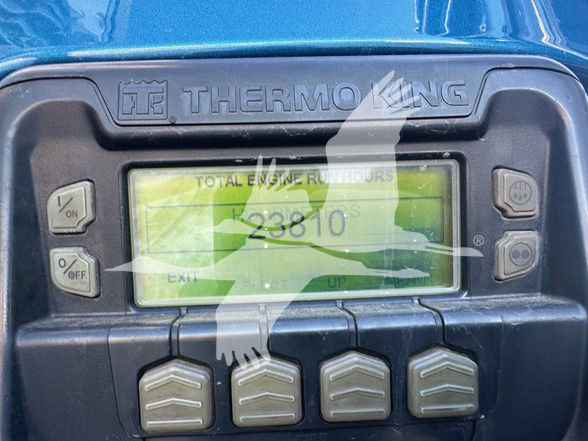 THERMO KING
TOTAL ENGINE RUN HOURS
23810
I/ON
O/OFF
EXIT
UP